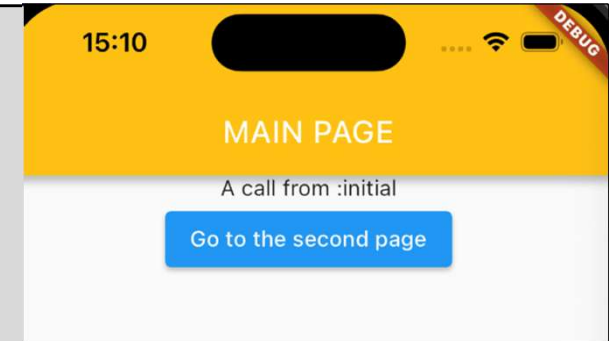 15:10
DEBUG
MAIN PAGE
A call from :initial
Go to the second page